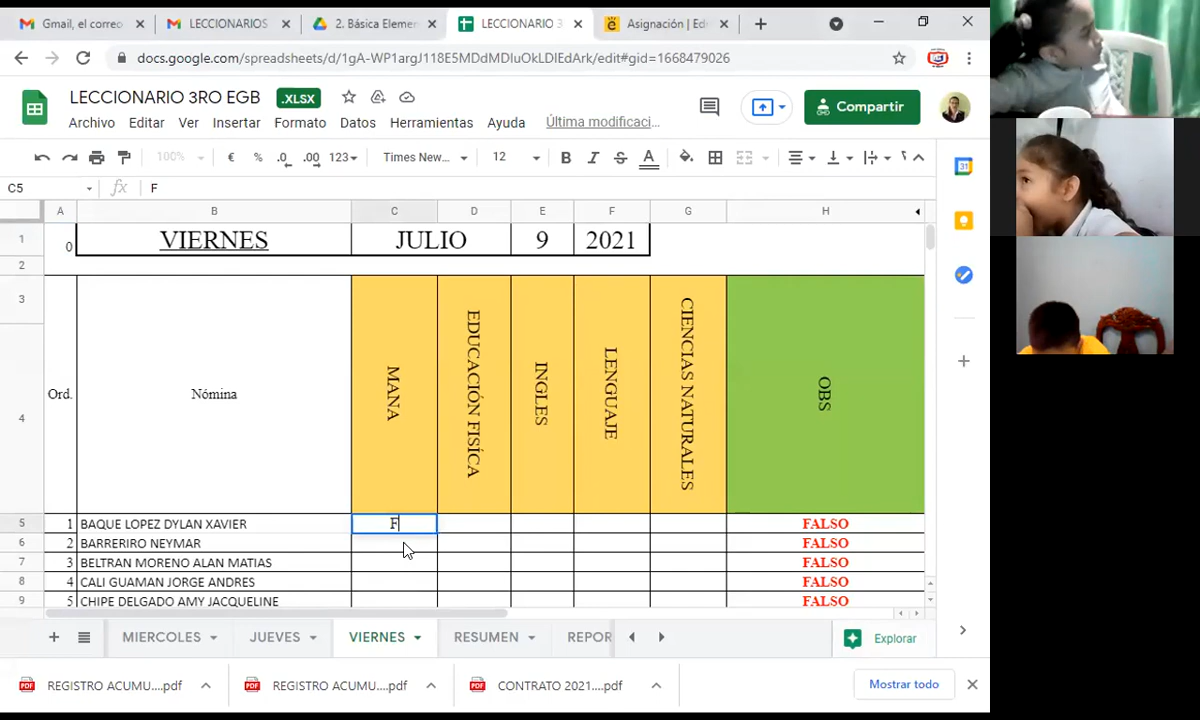 Gmail, el correo
LECCIONARIOS
2. Básica Elemen
LECCIONARIO 3
Asignación | Ed
docs.google.com/spreadsheets/d/1gA-WP1argJ118E5MDdMDIuOkLDlEdArk/edit#gid=1668479026
LECCIONARIO 3RO EGB .XLSX
Archivo Editar Ver Insertar Formato Datos Herramientas Ayuda Última modificaci...
Compartir
100% € % .0 .00 123 Times New... 12 B I S A
31
C5 fx F
A B C D E F G H
1 0 VIERNES JULIO 9 2021
2
3
4 Ord. Nómina MANA EDUCACIÓN FISÍCA INGLES LENGUAJE CIENCIAS NATURALES OBS
5 1 BAQUE LOPEZ DYLAN XAVIER F FALSO
6 2 BARRERIRO NEYMAR FALSO
7 3 BELTRAN MORENO ALAN MATIAS FALSO
8 4 CALI GUAMAN JORGE ANDRES FALSO
9 5 CHIPE DELGADO AMY JACQUELINE FALSO
MIERCOLES JUEVES VIERNES RESUMEN REPOR
Explorar
REGISTRO ACUMU....pdf REGISTRO ACUMU....pdf CONTRATO 2021....pdf Mostrar todo